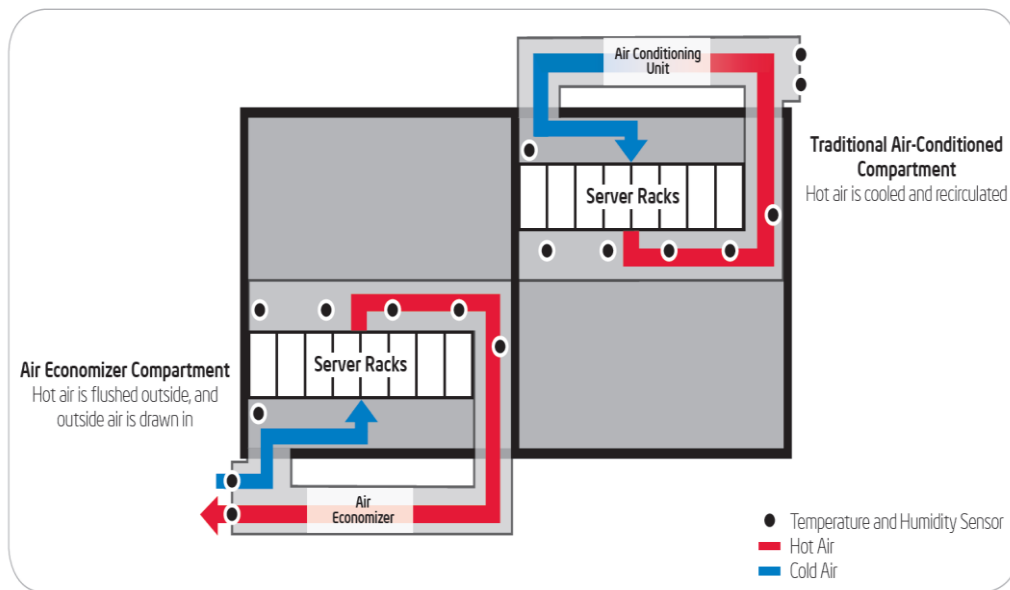 Air Conditioning
Unit
Traditional Air-Conditioned
Compartment
Hot air is cooled and recirculated
Server Racks
Air Economizer Compartment
Hot air is flushed outside, and
outside air is drawn in
Server Racks
Air
Economizer
Temperature and Humidity Sensor
Hot Air
Cold Air